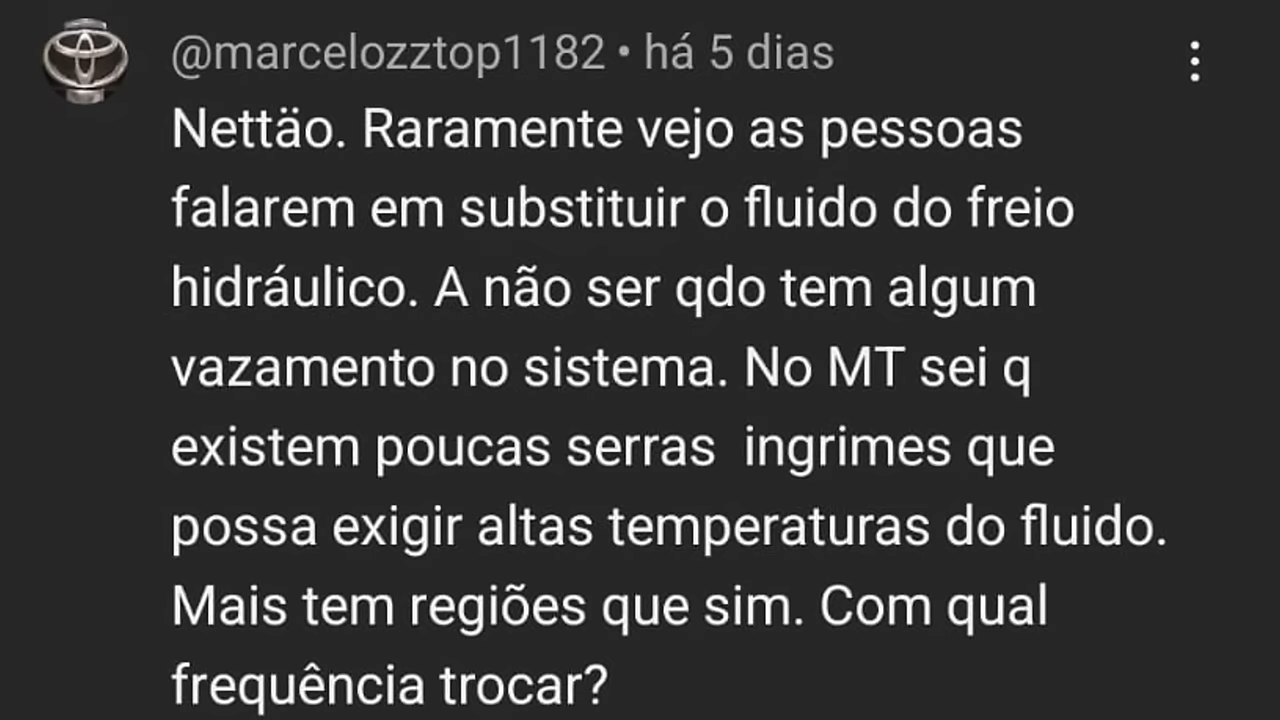 @marcelozztop1182 • há 5 dias
Nettäo. Raramente vejo as pessoas
falarem em substituir o fluido do freio
hidráulico. A não ser qdo tem algum
vazamento no sistema. No MT sei q
existem poucas serras  ingrimes que
possa exigir altas temperaturas do fluido.
Mais tem regiões que sim. Com qual
frequência trocar?